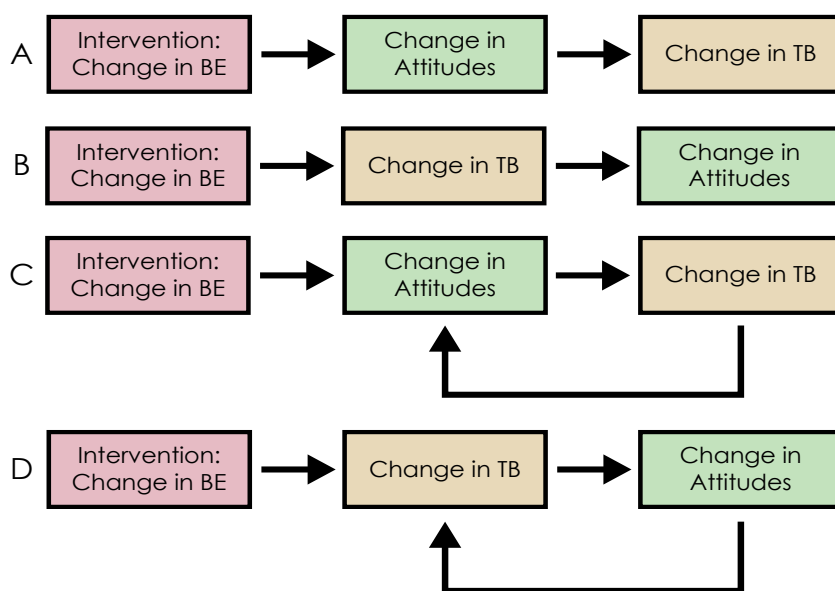 A
Intervention:
Change in BE
Change in
Attitudes
Change in TB
B
Intervention:
Change in BE
Change in TB
Change in
Attitudes
C
Intervention:
Change in BE
Change in
Attitudes
Change in TB
D
Intervention:
Change in BE
Change in TB
Change in
Attitudes